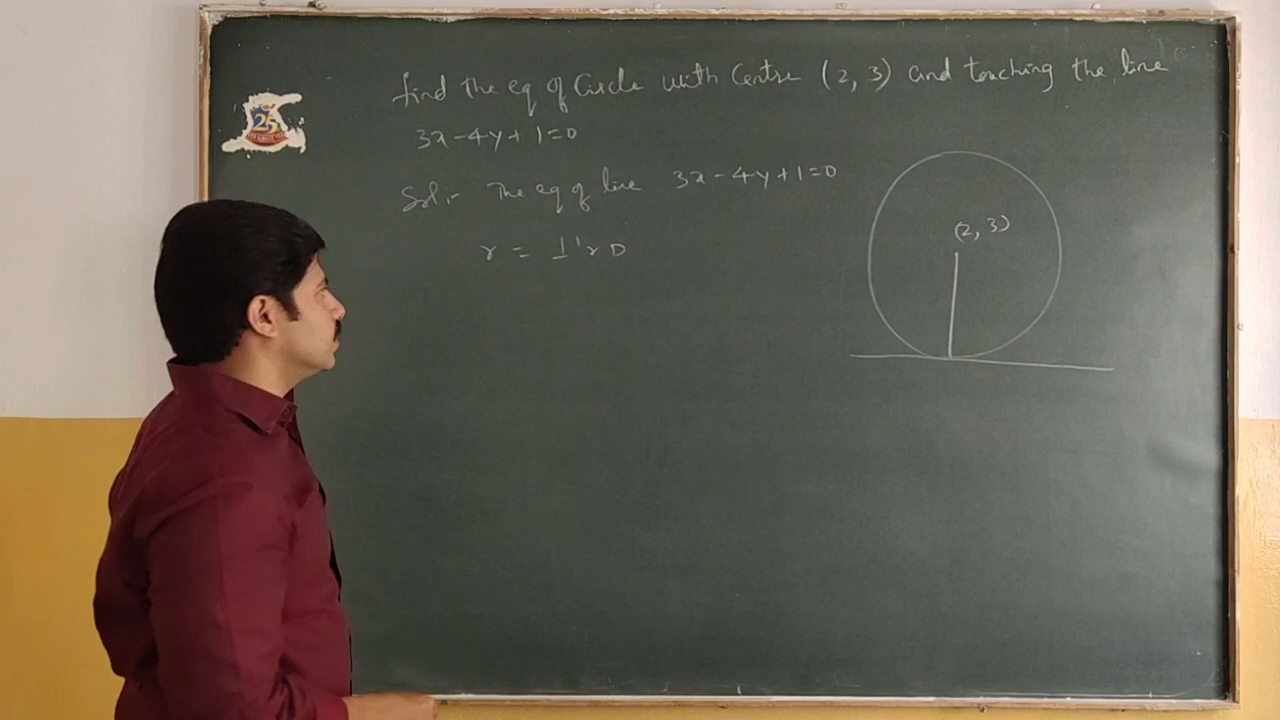 find the eq of Circle with Centre (2, 3) and touching the line
3x-4y+1=0
Sol:- The eq of line 3x-4y+1=0
(2, 3)
r = ⊥'r D
25